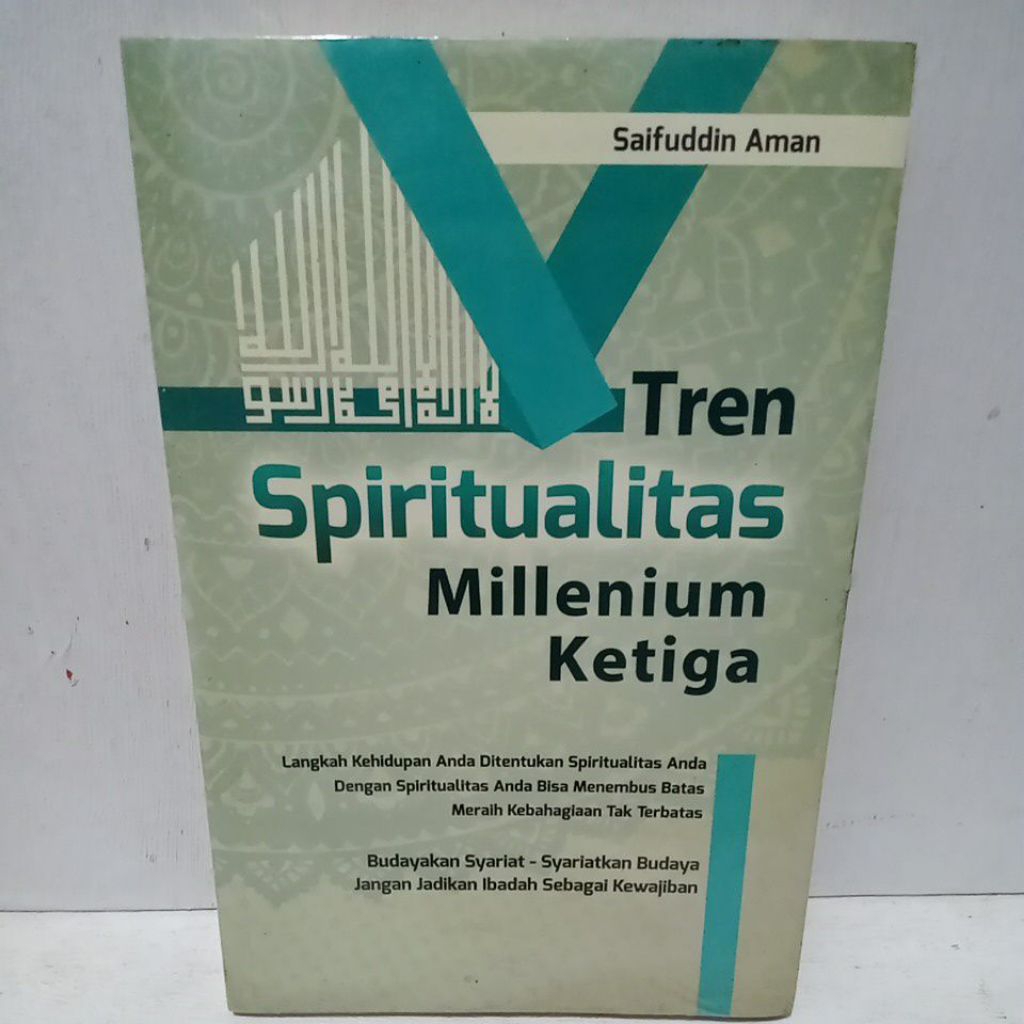 Saifuddin Aman
Tren
Spiritualitas
Millenium
Ketiga
Langkah Kehidupan Anda Ditentukan Spiritualitas Anda
Dengan Spiritualitas Anda Bisa Menembus Batas
Meraih Kebahagiaan Tak Terbatas
Budayakan Syariat - Syariatkan Budaya
Jangan Jadikan Ibadah Sebagai Kewajiban